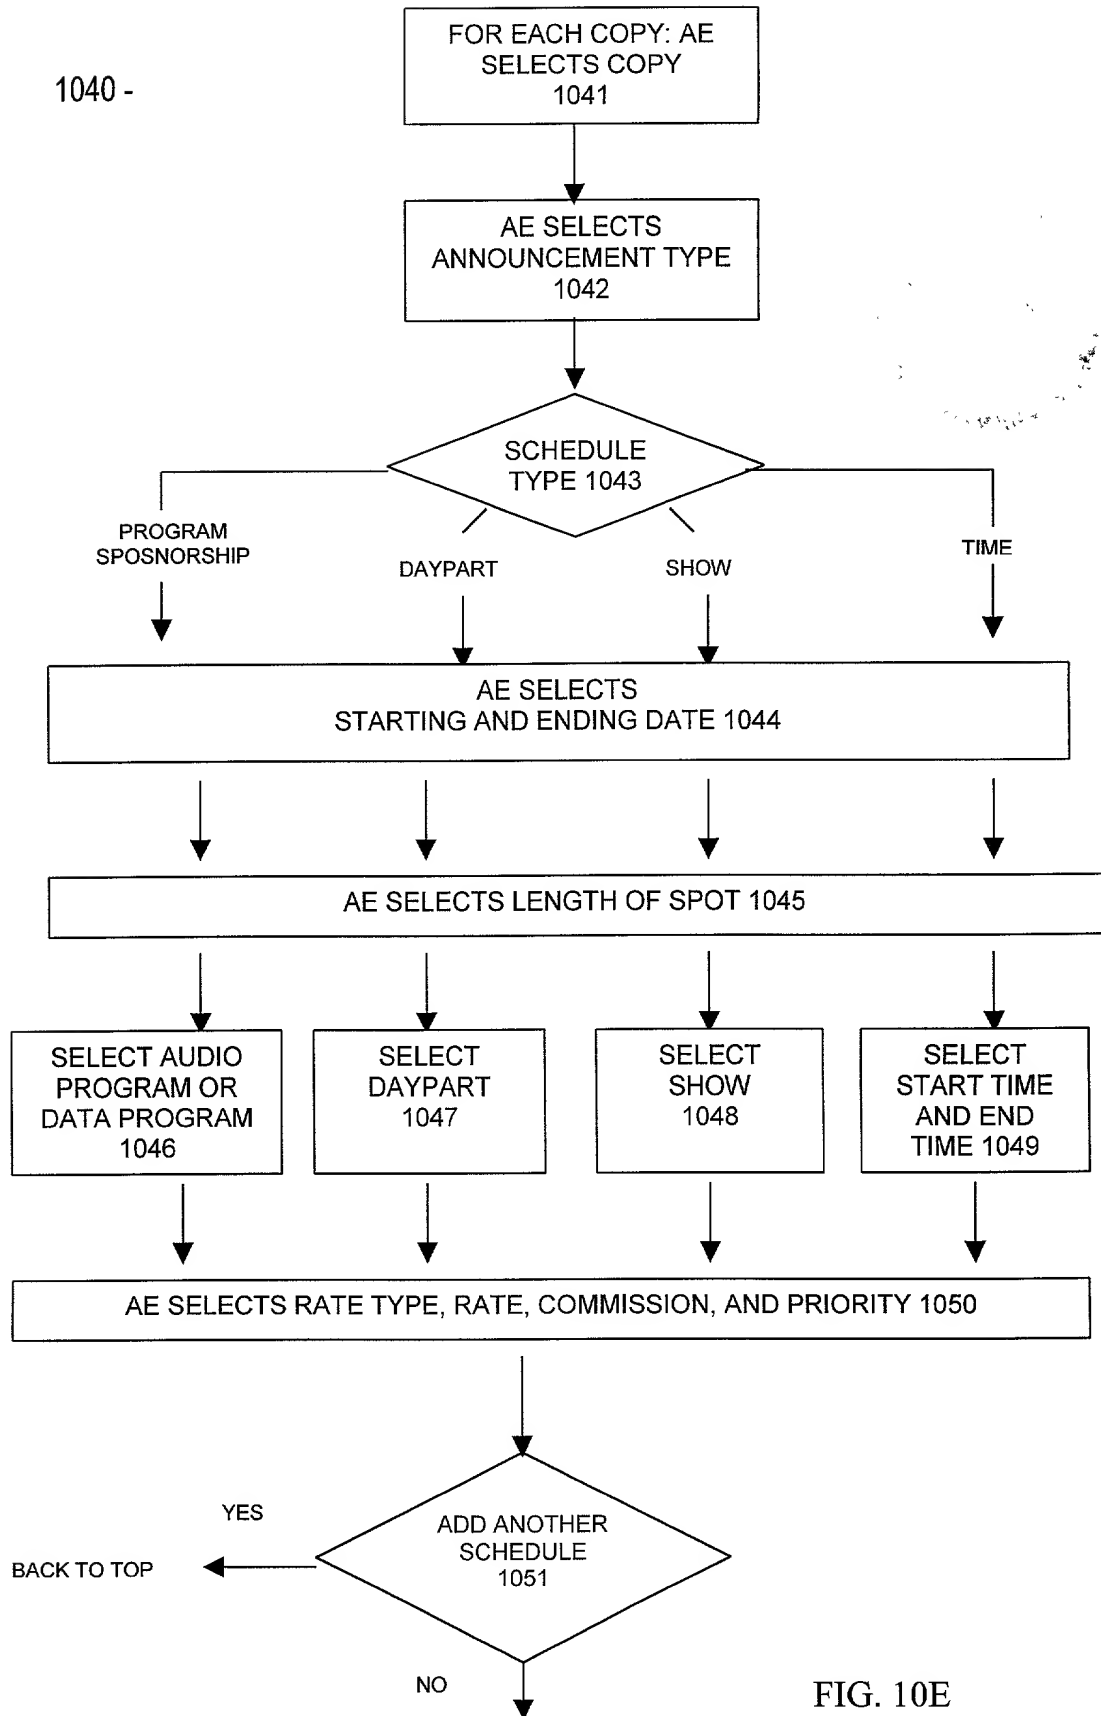 FOR EACH COPY: AE
SELECTS COPY
1041
1040 -
AE SELECTS
ANNOUNCEMENT TYPE
1042
SCHEDULE
TYPE 1043
PROGRAM
SPOSNORSHIP
DAYPART
SHOW
TIME
AE SELECTS
STARTING AND ENDING DATE 1044
AE SELECTS LENGTH OF SPOT 1045
SELECT AUDIO
PROGRAM OR
DATA PROGRAM
1046
SELECT
DAYPART
1047
SELECT
SHOW
1048
SELECT
START TIME
AND END
TIME 1049
AE SELECTS RATE TYPE, RATE, COMMISSION, AND PRIORITY 1050
ADD ANOTHER
SCHEDULE
1051
YES
BACK TO TOP
NO
FIG. 10E